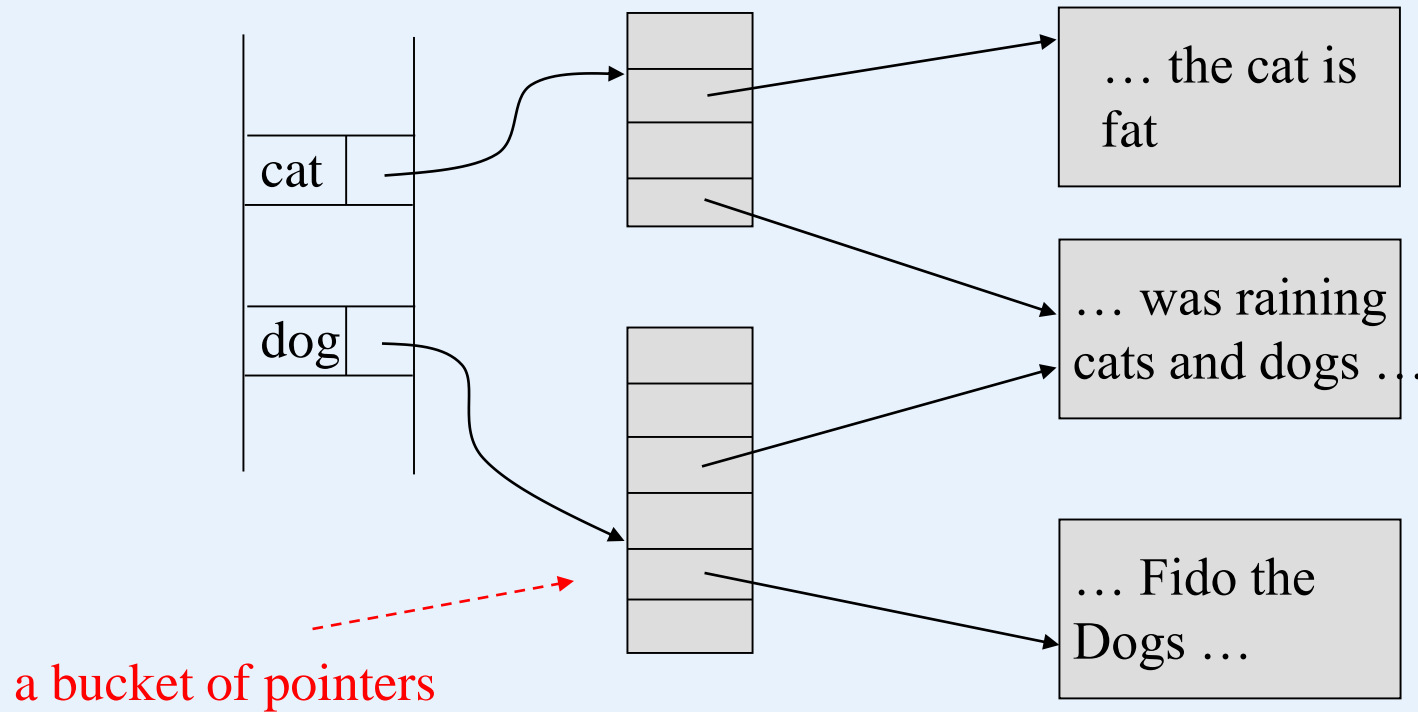 cat
dog
a bucket of pointers
… the cat is
fat
… was raining
cats and dogs …
… Fido the
Dogs …